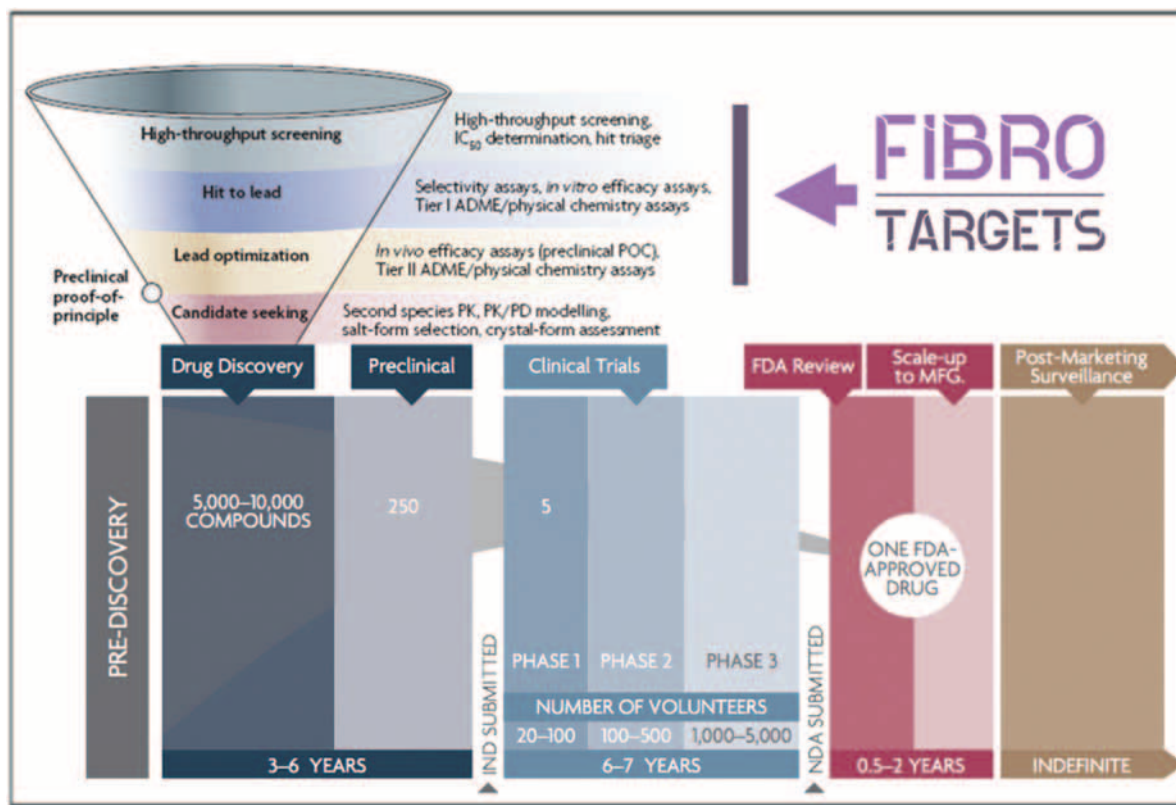 High-throughput screening
High-throughput screening,
IC50 determination, hit triage
FIBRO
TARGETS
Hit to lead
Selectivity assays, in vitro efficacy assays,
Tier I ADME/physical chemistry assays
Lead optimization
In vivo efficacy assays (preclinical POC),
Tier II ADME/physical chemistry assays
Preclinical
proof-of-
principle
Candidate seeking
Second species PK, PK/PD modelling,
salt-form selection, crystal-form assessment
Drug Discovery
Preclinical
Clinical Trials
FDA Review
Scale-up
to MFG.
Post-Marketing
Surveillance
PRE-DISCOVERY
5,000–10,000
COMPOUNDS
250
5
ONE FDA-
APPROVED
DRUG
IND SUBMITTED
PHASE 1
PHASE 2
PHASE 3
NUMBER OF VOLUNTEERS
20–100
100–500
1,000–5,000
NDA SUBMITTED
3–6 YEARS
6–7 YEARS
0.5–2 YEARS
INDEFINITE